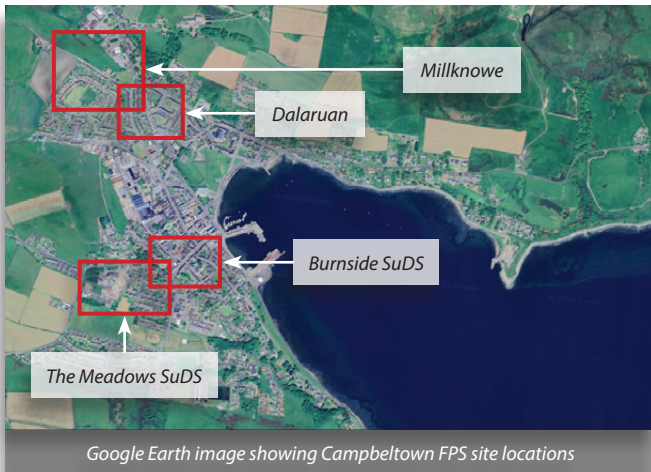 Millknowe
Dalaruan
Burnside SuDS
The Meadows SuDS
Google Earth image showing Campbeltown FPS site locations